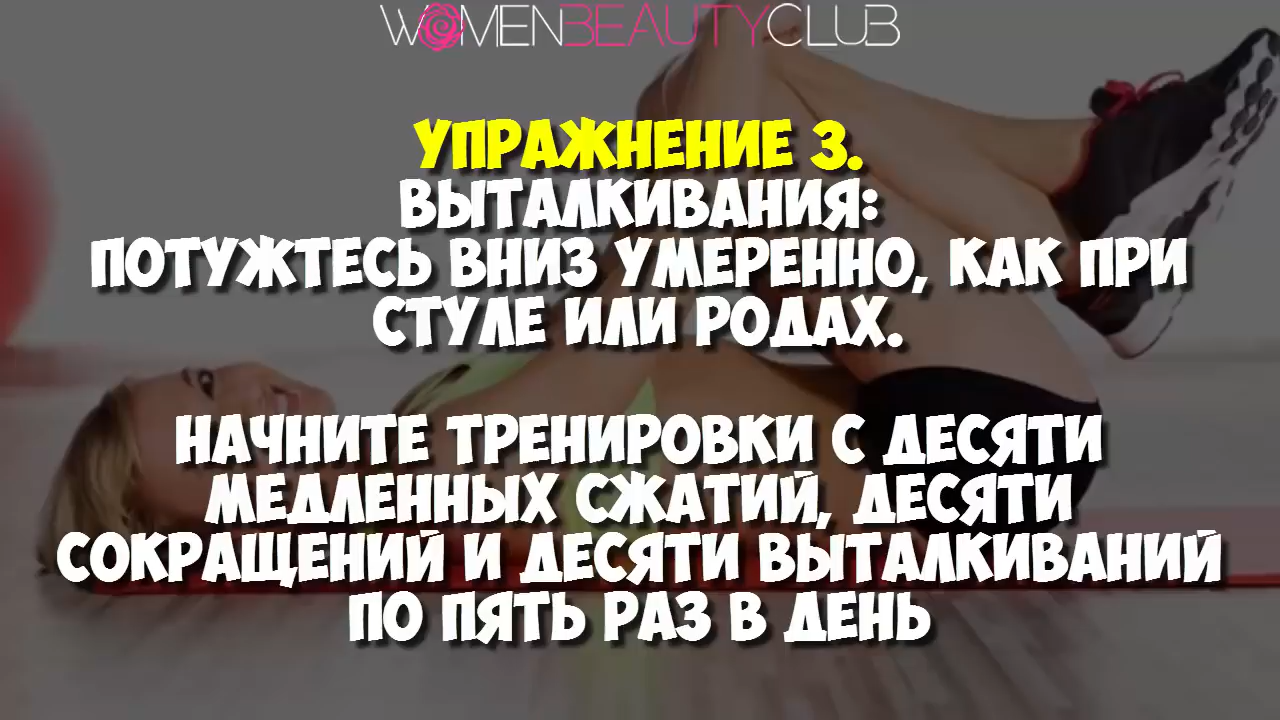 WOMENBEAUTYCLUB
УПРАЖНЕНИЕ 3.
ВЫТАЛКИВАНИЯ:
ПОТУЖТЕСЬ ВНИЗ УМЕРЕННО, КАК ПРИ
СТУЛЕ ИЛИ РОДАХ.
НАЧНИТЕ ТРЕНИРОВКИ С ДЕСЯТИ
МЕДЛЕННЫХ СЖАТИЙ, ДЕСЯТИ
СОКРАЩЕНИЙ И ДЕСЯТИ ВЫТАЛКИВАНИЙ
ПО ПЯТЬ РАЗ В ДЕНЬ